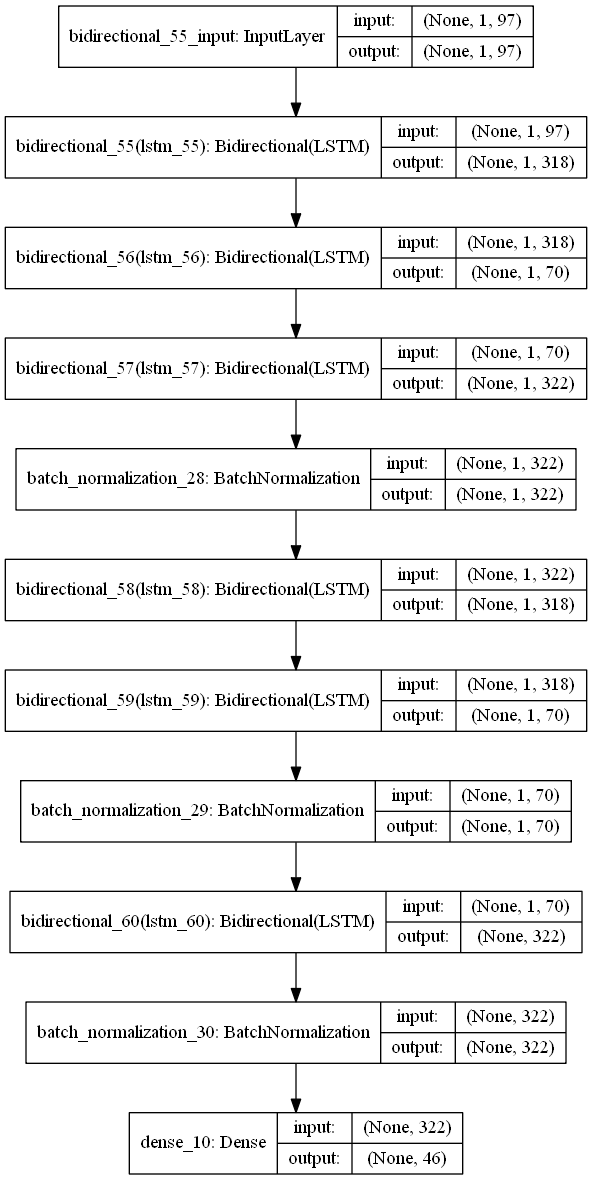 bidirectional_55_input: InputLayer
input: (None, 1, 97)
output: (None, 1, 97)
bidirectional_55(lstm_55): Bidirectional(LSTM)
input: (None, 1, 97)
output: (None, 1, 318)
bidirectional_56(lstm_56): Bidirectional(LSTM)
input: (None, 1, 318)
output: (None, 1, 70)
bidirectional_57(lstm_57): Bidirectional(LSTM)
input: (None, 1, 70)
output: (None, 1, 322)
batch_normalization_28: BatchNormalization
input: (None, 1, 322)
output: (None, 1, 322)
bidirectional_58(lstm_58): Bidirectional(LSTM)
input: (None, 1, 322)
output: (None, 1, 318)
bidirectional_59(lstm_59): Bidirectional(LSTM)
input: (None, 1, 318)
output: (None, 1, 70)
batch_normalization_29: BatchNormalization
input: (None, 1, 70)
output: (None, 1, 70)
bidirectional_60(lstm_60): Bidirectional(LSTM)
input: (None, 1, 70)
output: (None, 322)
batch_normalization_30: BatchNormalization
input: (None, 322)
output: (None, 322)
dense_10: Dense
input: (None, 322)
output: (None, 46)